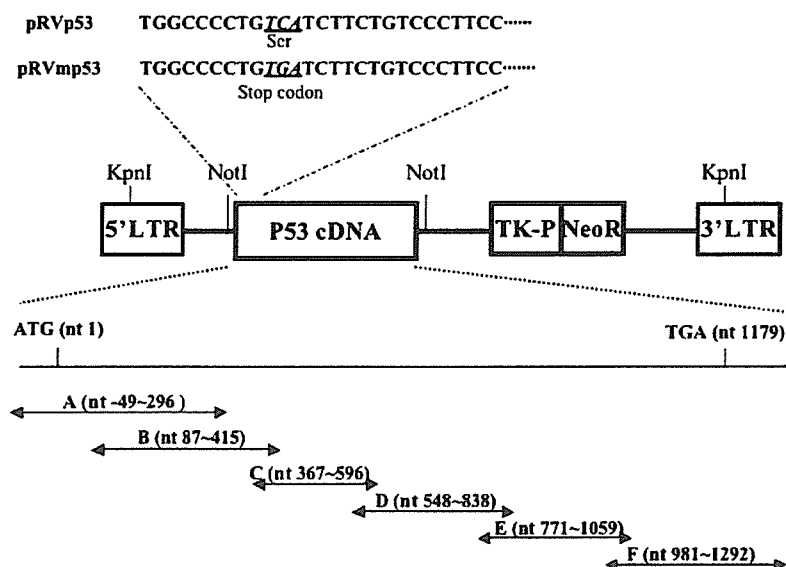 pRVp53 TGGCCCCTGTCATCTTCTGTCCCTTCC······
Scr
pRVmp53 TGGCCCCTGTGATCTTCTGTCCCTTCC······
Stop codon
KpnI NotI NotI KpnI
5'LTR P53 cDNA TK-P NeoR 3'LTR
ATG (nt 1) TGA (nt 1179)
A (nt -49~296 )
B (nt 87~415)
C (nt 367~596)
D (nt 548~838)
E (nt 771~1059)
F (nt 981~1292)